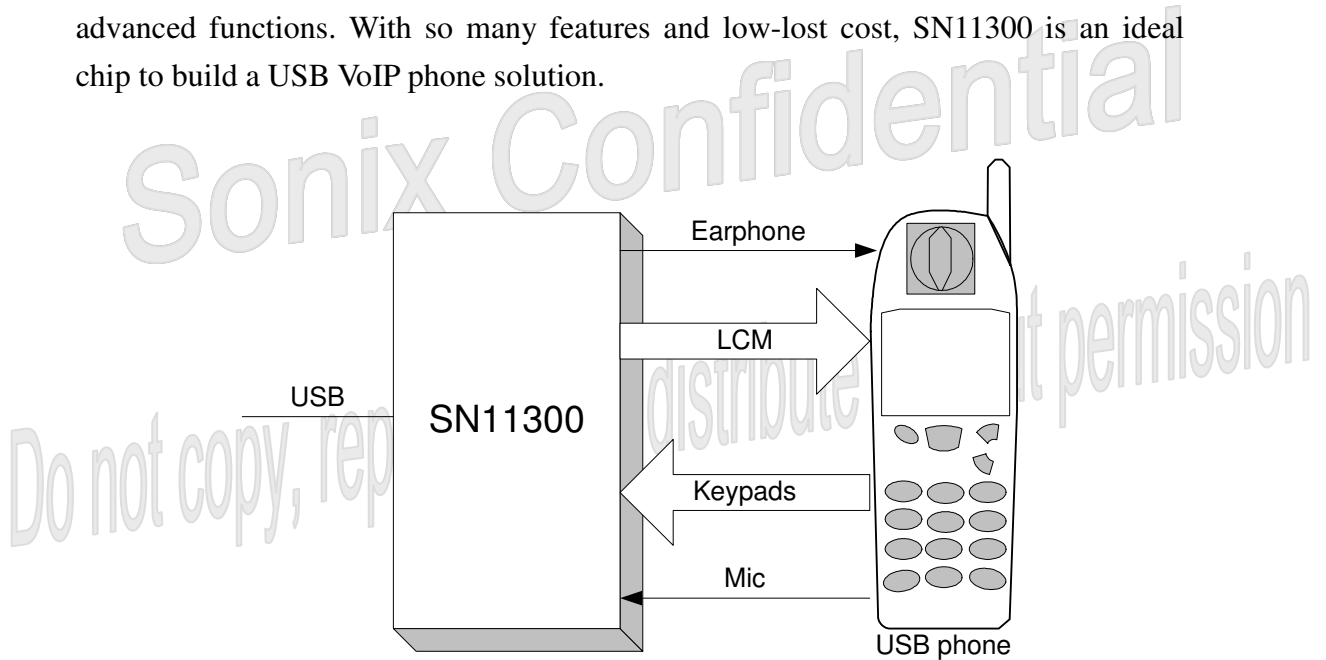 advanced functions. With so many features and low-lost cost, SN11300 is an ideal
chip to build a USB VoIP phone solution.
Sonix Confidential
Earphone
LCM
USB
SN11300
Do not copy, rep distribute t permission
Keypads
Mic
USB phone